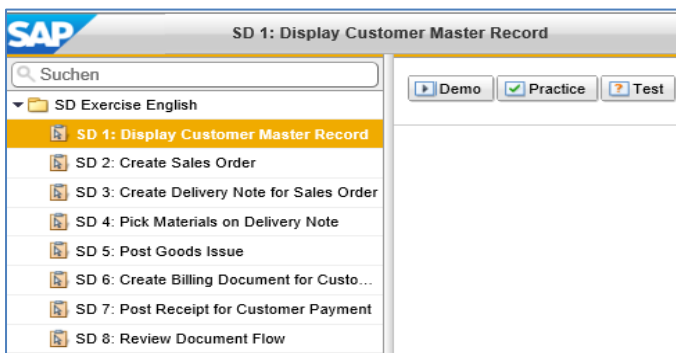 SAP
SD 1: Display Customer Master Record
Suchen
Demo Practice Test
SD Exercise English
SD 1: Display Customer Master Record
SD 2: Create Sales Order
SD 3: Create Delivery Note for Sales Order
SD 4: Pick Materials on Delivery Note
SD 5: Post Goods Issue
SD 6: Create Billing Document for Custo...
SD 7: Post Receipt for Customer Payment
SD 8: Review Document Flow